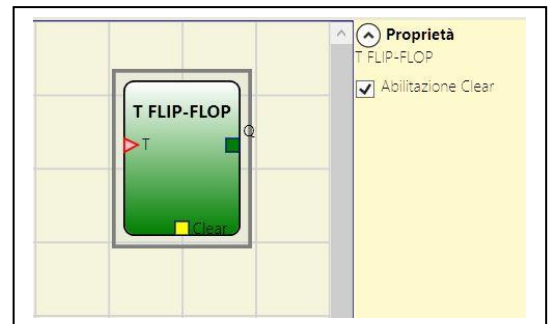 T FLIP-FLOP
T
Q
Clear
Proprietà
T FLIP-FLOP
Abilitazione Clear